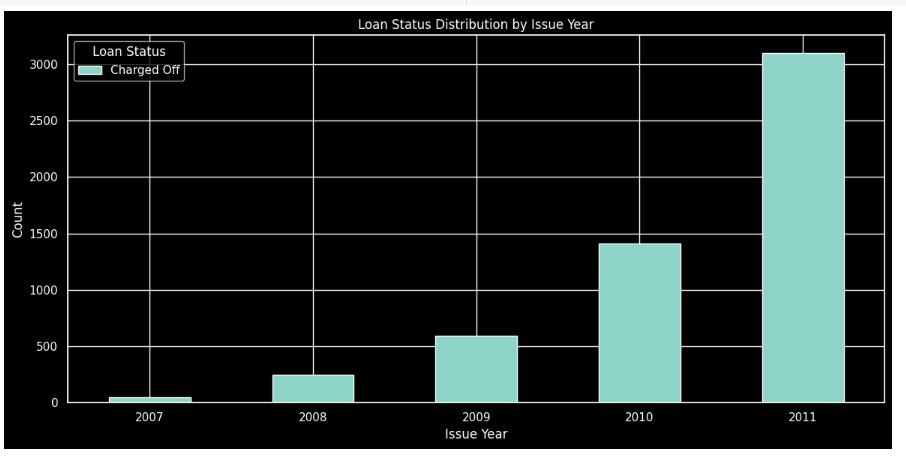 Loan Status Distribution by Issue Year
Loan Status
Charged Off
3000
2500
2000
1500
1000
500
0
Count
2007 2008 2009 2010 2011
Issue Year